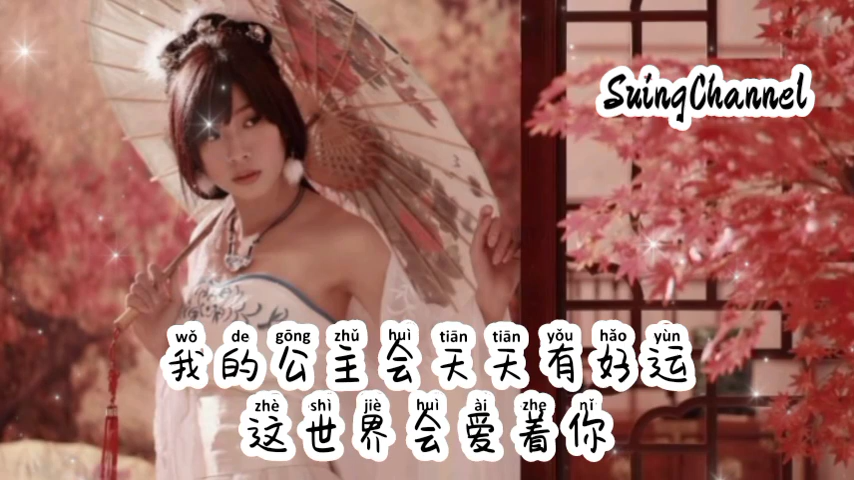 SuingChannel
wǒ de gōng zhǔ huì tiān tiān yǒu hǎo yùn
我的公主会天天有好运
zhè shì jiè huì ài zhe nǐ
这世界会爱着你